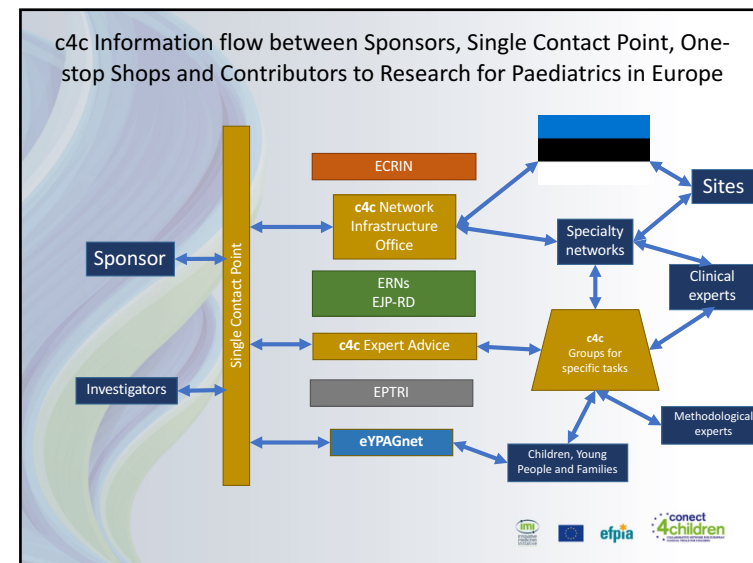 c4c Information flow between Sponsors, Single Contact Point, One-
stop Shops and Contributors to Research for Paediatrics in Europe
ECRIN
Sites
c4c Network
Infrastructure
Office
Specialty
networks
Sponsor
Single Contact Point
Clinical
experts
ERNs
EJP-RD
c4c
Groups for
specific tasks
c4c Expert Advice
Investigators
EPTRI
Methodological
experts
eYPAGnet
Children, Young
People and Families
imi
efpia
conect
4children